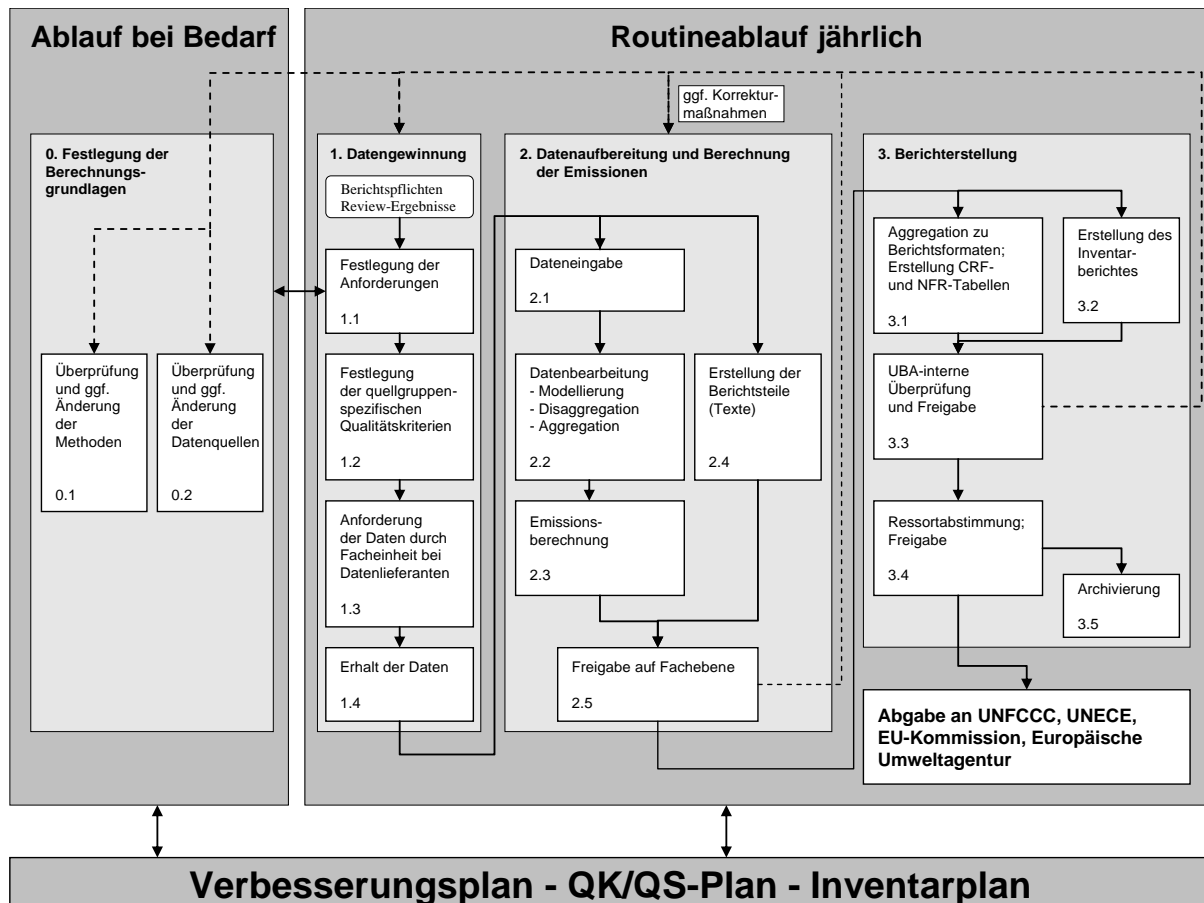 Ablauf bei Bedarf
Routineablauf jährlich
ggf. Korrektur-
maßnahmen
0. Festlegung der
Berechnungs-
grundlagen
Überprüfung
und ggf.
Änderung
der
Methoden
0.1
Überprüfung
und ggf.
Änderung
der
Datenquellen
0.2
1. Datengewinnung
Berichtspflichten
Review-Ergebnisse
Festlegung der
Anforderungen
1.1
Festlegung
der quellgruppen-
spezifischen
Qualitätskriterien
1.2
Anforderung
der Daten durch
Facheinheit bei
Datenlieferanten
1.3
Erhalt der Daten
1.4
2. Datenaufbereitung und Berechnung
der Emissionen
Dateneingabe
2.1
Datenbearbeitung
- Modellierung
- Disaggregation
- Aggregation
2.2
Emissions-
berechnung
2.3
Erstellung der
Berichtsteile
(Texte)
2.4
Freigabe auf Fachebene
2.5
3. Berichterstellung
Aggregation zu
Berichtsformaten;
Erstellung CRF-
und NFR-Tabellen
3.1
Erstellung des
Inventar-
berichtes
3.2
UBA-interne
Überprüfung
und Freigabe
3.3
Ressortabstimmung;
Freigabe
3.4
Archivierung
3.5
Abgabe an UNFCCC, UNECE,
EU-Kommission, Europäische
Umweltagentur
Verbesserungsplan - QK/QS-Plan - Inventarplan